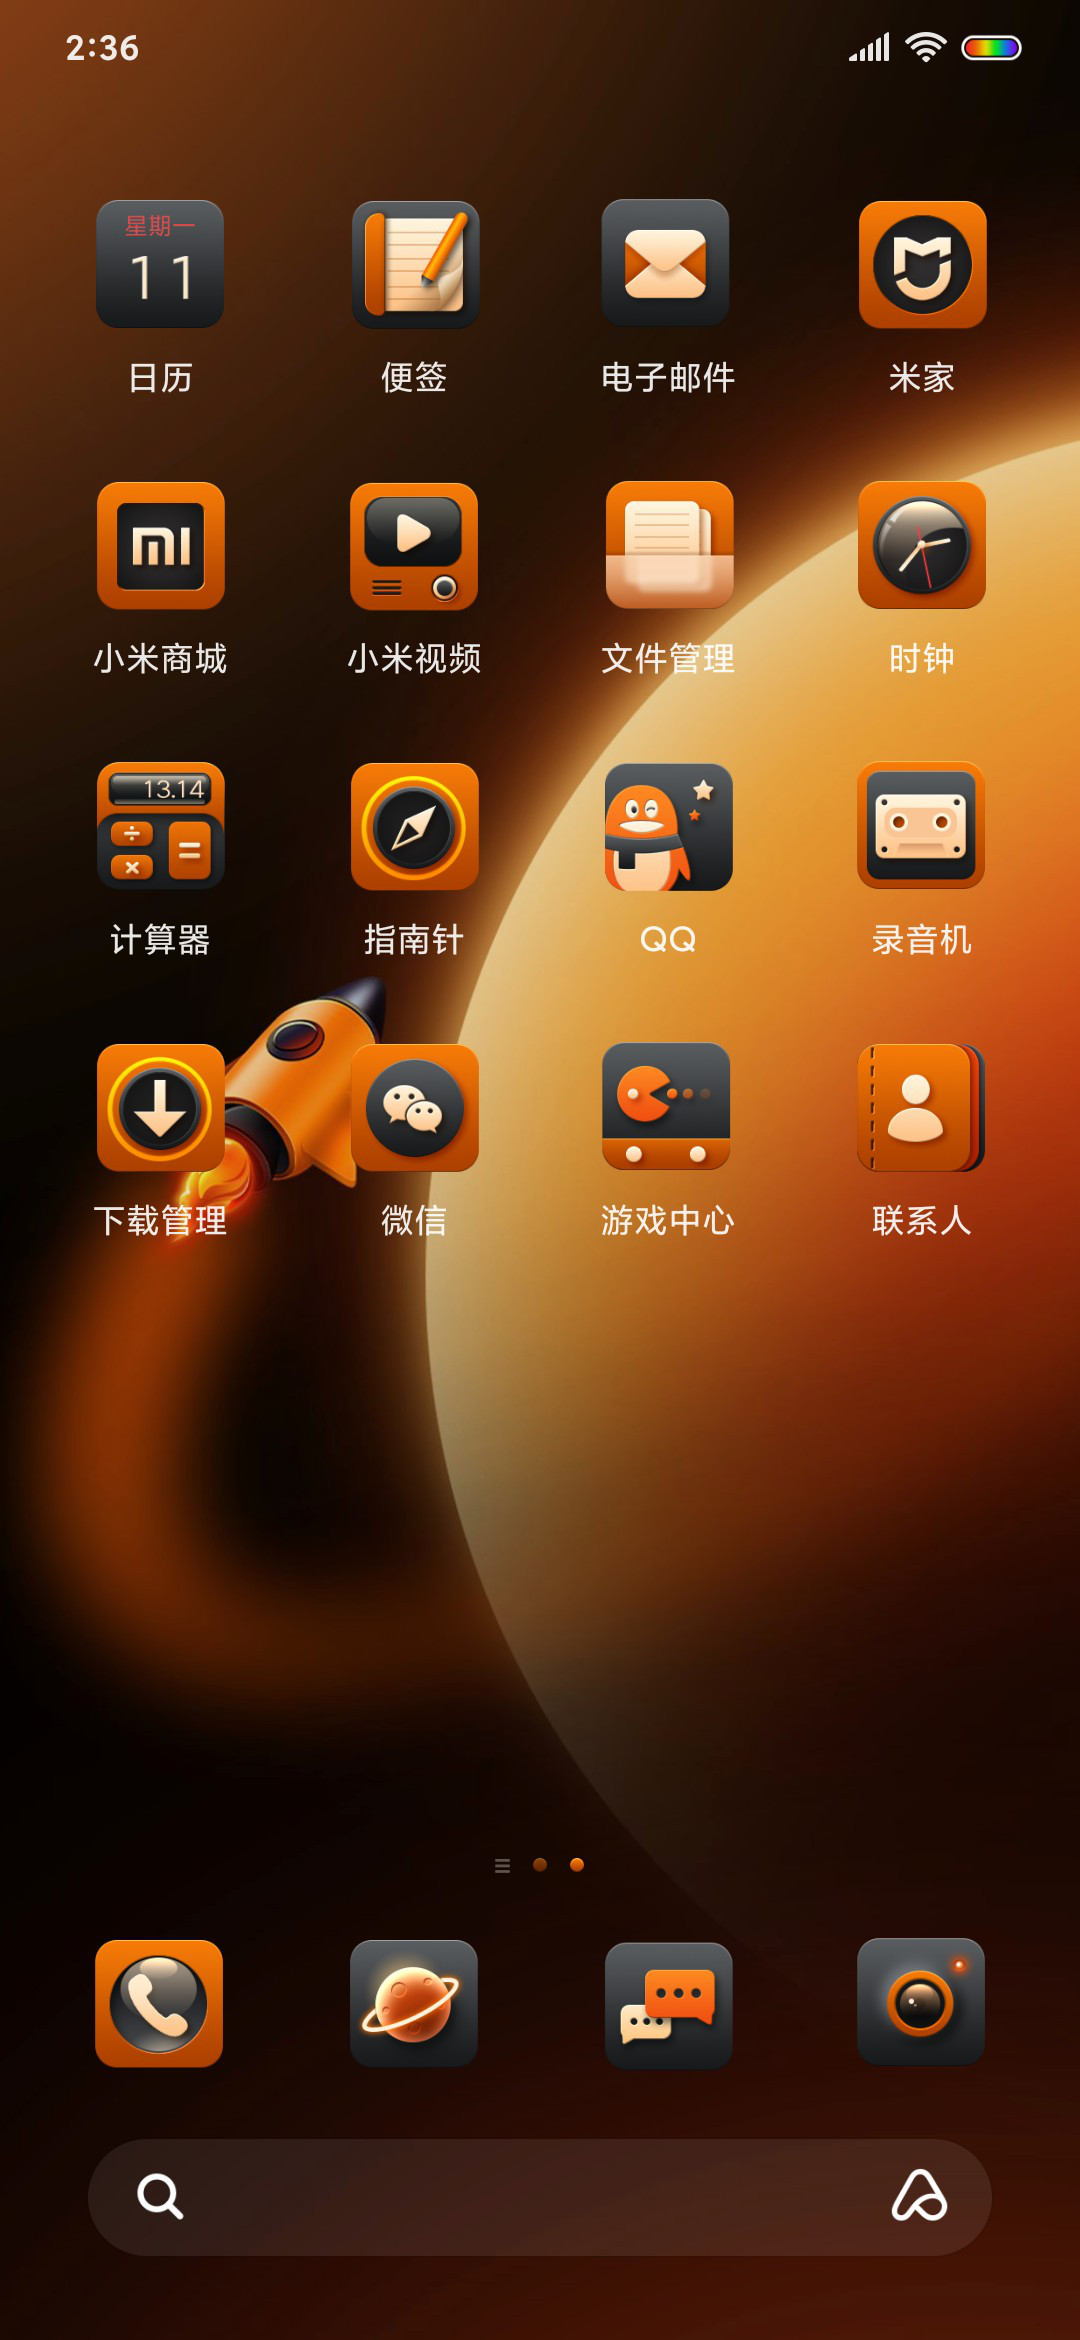 2:36
星期一
11
日历
便签
电子邮件
米家
mi
小米商城
小米视频
文件管理
时钟
13.14
÷
×
=
计算器
指南针
QQ
录音机
下载管理
微信
游戏中心
联系人